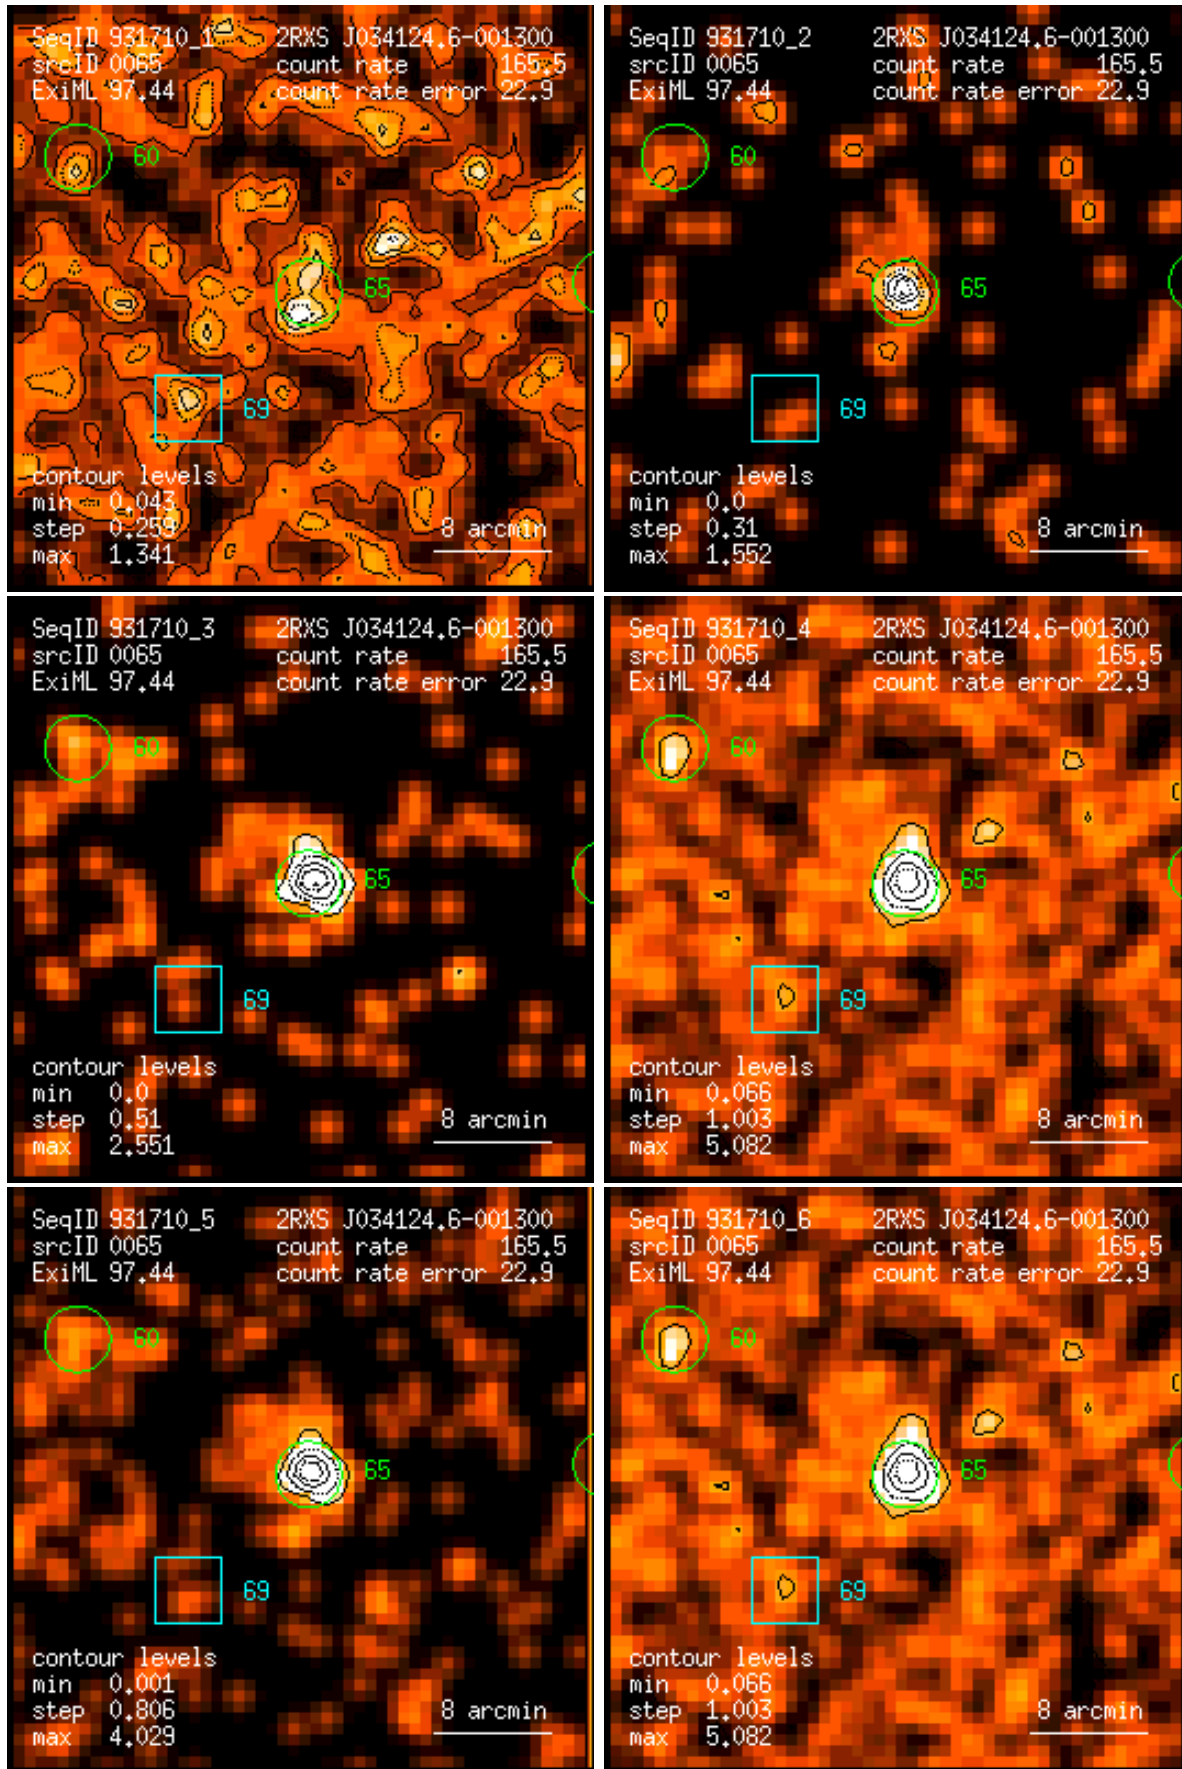 SeqID 931710_1 2RXS J034124.6-001300
srcID 0065 count rate 165.5
ExiML 97.44 count rate error 22.9
60
65
69
contour levels
min 0.043
step 0.259 8 arcmin
max 1.341
SeqID 931710_2 2RXS J034124.6-001300
srcID 0065 count rate 165.5
ExiML 97.44 count rate error 22.9
60
65
69
contour levels
min 0.0
step 0.31 8 arcmin
max 1.552
SeqID 931710_3 2RXS J034124.6-001300
srcID 0065 count rate 165.5
ExiML 97.44 count rate error 22.9
60
65
69
contour levels
min 0.0
step 0.51 8 arcmin
max 2.551
SeqID 931710_4 2RXS J034124.6-001300
srcID 0065 count rate 165.5
ExiML 97.44 count rate error 22.9
60
65
69
contour levels
min 0.066
step 1.003 8 arcmin
max 5.082
SeqID 931710_5 2RXS J034124.6-001300
srcID 0065 count rate 165.5
ExiML 97.44 count rate error 22.9
60
65
69
contour levels
min 0.001
step 0.806 8 arcmin
max 4.029
SeqID 931710_6 2RXS J034124.6-001300
srcID 0065 count rate 165.5
ExiML 97.44 count rate error 22.9
60
65
69
contour levels
min 0.066
step 1.003 8 arcmin
max 5.082